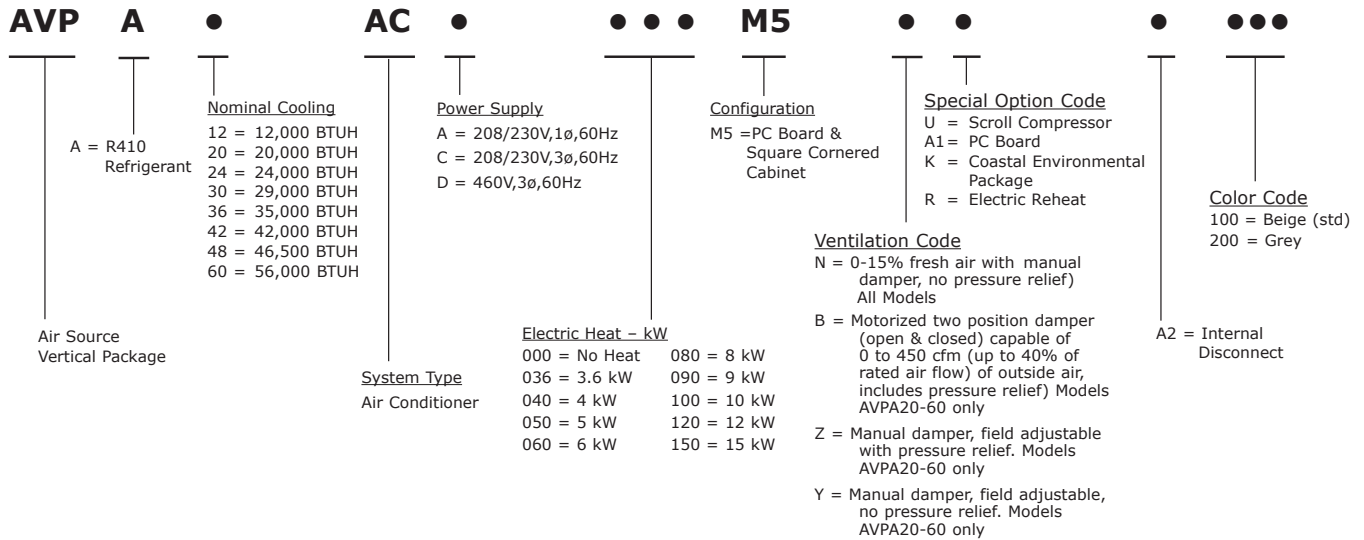 AVP A ● AC ● ● ● ● M5 ● ● ● ●●●
Air Source
Vertical Package
A = R410
Refrigerant
Nominal Cooling
12 = 12,000 BTUH
20 = 20,000 BTUH
24 = 24,000 BTUH
30 = 29,000 BTUH
36 = 35,000 BTUH
42 = 42,000 BTUH
48 = 46,500 BTUH
60 = 56,000 BTUH
System Type
Air Conditioner
Power Supply
A = 208/230V,1ø,60Hz
C = 208/230V,3ø,60Hz
D = 460V,3ø,60Hz
Electric Heat – kW
000 = No Heat 080 = 8 kW
036 = 3.6 kW 090 = 9 kW
040 = 4 kW 100 = 10 kW
050 = 5 kW 120 = 12 kW
060 = 6 kW 150 = 15 kW
Configuration
M5 =PC Board &
Square Cornered
Cabinet
Ventilation Code
N = 0-15% fresh air with manual
damper, no pressure relief)
All Models
B = Motorized two position damper
(open & closed) capable of
0 to 450 cfm (up to 40% of
rated air flow) of outside air,
includes pressure relief) Models
AVPA20-60 only
Z = Manual damper, field adjustable
with pressure relief. Models
AVPA20-60 only
Y = Manual damper, field adjustable,
no pressure relief. Models
AVPA20-60 only
Special Option Code
U = Scroll Compressor
A1= PC Board
K = Coastal Environmental
Package
R = Electric Reheat
A2 = Internal
Disconnect
Color Code
100 = Beige (std)
200 = Grey